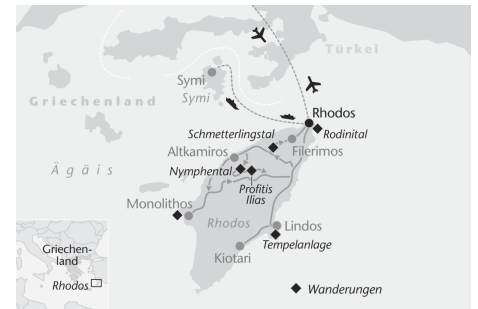 Türkei
Symi
Symi
Griechenland
Rhodos
Schmetterlingstal
Rodinital
Filerimos
Altkamiros
Ägäis
Nymphental
Profitis
Ilias
Monolithos
Rhodos
Lindos
Tempelanlage
Kiotari
Griechen-
land
Rhodos
Wanderungen